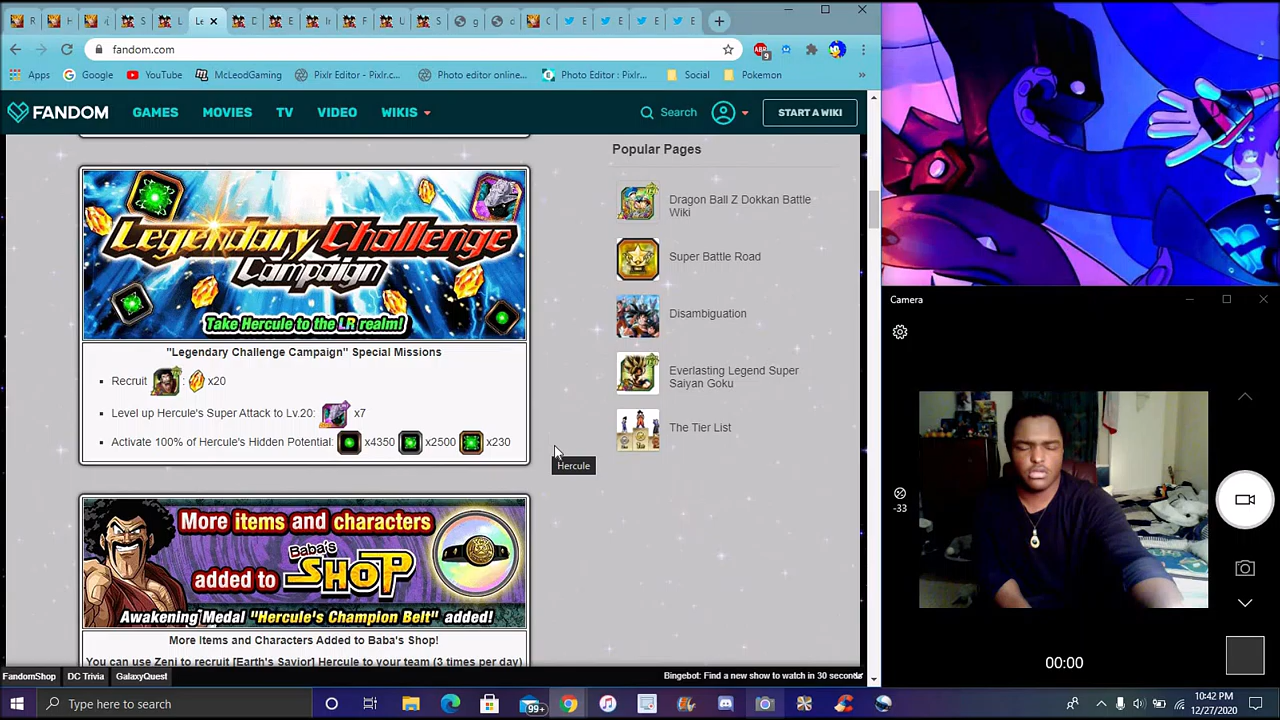 fandom.com
ABP
9
Apps
Google
YouTube
McLeodGaming
Pixlr Editor - Pixlr.c...
Photo editor online...
Photo Editor : Pixlr...
Social
Pokemon
»
FANDOM
GAMES
MOVIES
TV
VIDEO
WIKIS
Search
START A WIKI
Legendary Challenge
Campaign
Take Hercule to the LR realm!
"Legendary Challenge Campaign" Special Missions
Recruit : x20
Level up Hercule's Super Attack to Lv.20: x7
Activate 100% of Hercule's Hidden Potential: x4350 x2500 x230
Hercule
More items and characters
added to Baba's SHOP
Awakening Medal "Hercule's Champion Belt" added!
More Items and Characters Added to Baba's Shop!
You can use Zeni to recruit [Earth's Savior] Hercule to your team (3 times per day)
Popular Pages
Dragon Ball Z Dokkan Battle
Wiki
Super Battle Road
Disambiguation
Everlasting Legend Super
Saiyan Goku
The Tier List
FandomShop
DC Trivia
GalaxyQuest
Bingebot: Find a new show to watch in 30 seconds
Camera
-33
00:00
Type here to search
99+
10:42 PM
12/27/2020